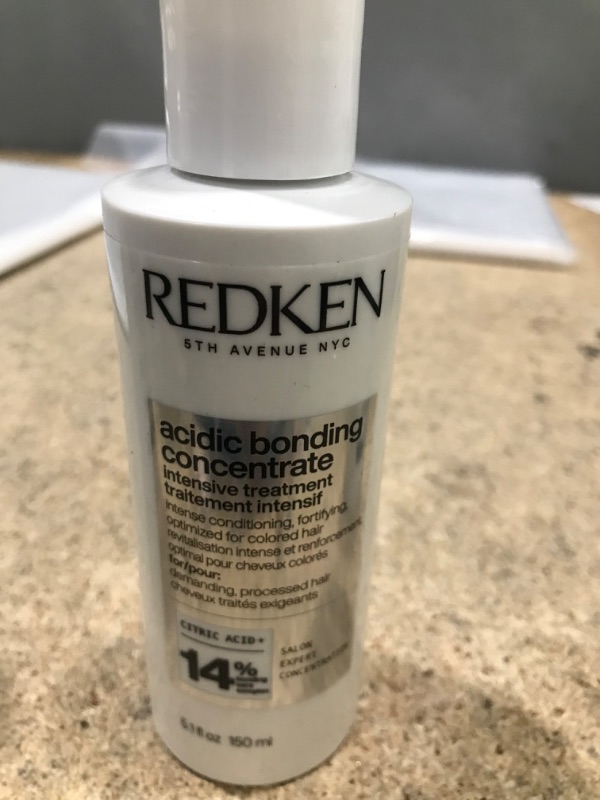 REDKEN
5TH AVENUE NYC
acidic bonding
concentrate
intensive treatment
traitement intensif
intense conditioning, fortifying,
optimized for colored hair
revitalisation intense et renforcement
optimal pour cheveux colorés
for/pour:
demanding, processed hair
cheveux traités exigeants
CITRIC ACID+
14%
SALON
EXPERT
CONCENTRATION
5.1 fl oz 150 ml